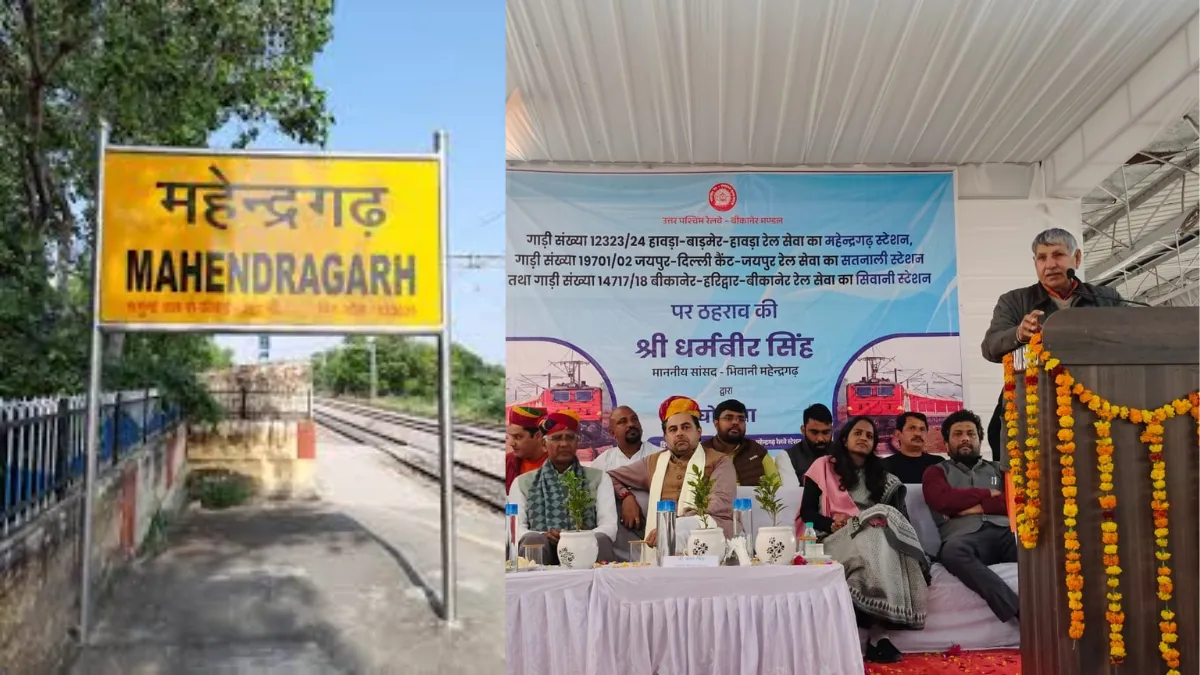 महेन्द्रगढ़
MAHENDRAGARH
उत्तर पश्चिम रेलवे - बीकानेर मण्डल
गाड़ी संख्या 12323/24 हावड़ा-बाड़मेर-हावड़ा रेल सेवा का महेन्द्रगढ़ स्टेशन,
गाड़ी संख्या 19701/02 जयपुर-दिल्ली कैंट-जयपुर रेल सेवा का सतनाली स्टेशन
तथा गाड़ी संख्या 14717/18 बीकानेर-हरिद्वार-बीकानेर रेल सेवा का सिवानी स्टेशन
पर ठहराव की
श्री धर्मबीर सिंह
माननीय सांसद - भिवानी महेन्द्रगढ़
द्वारा